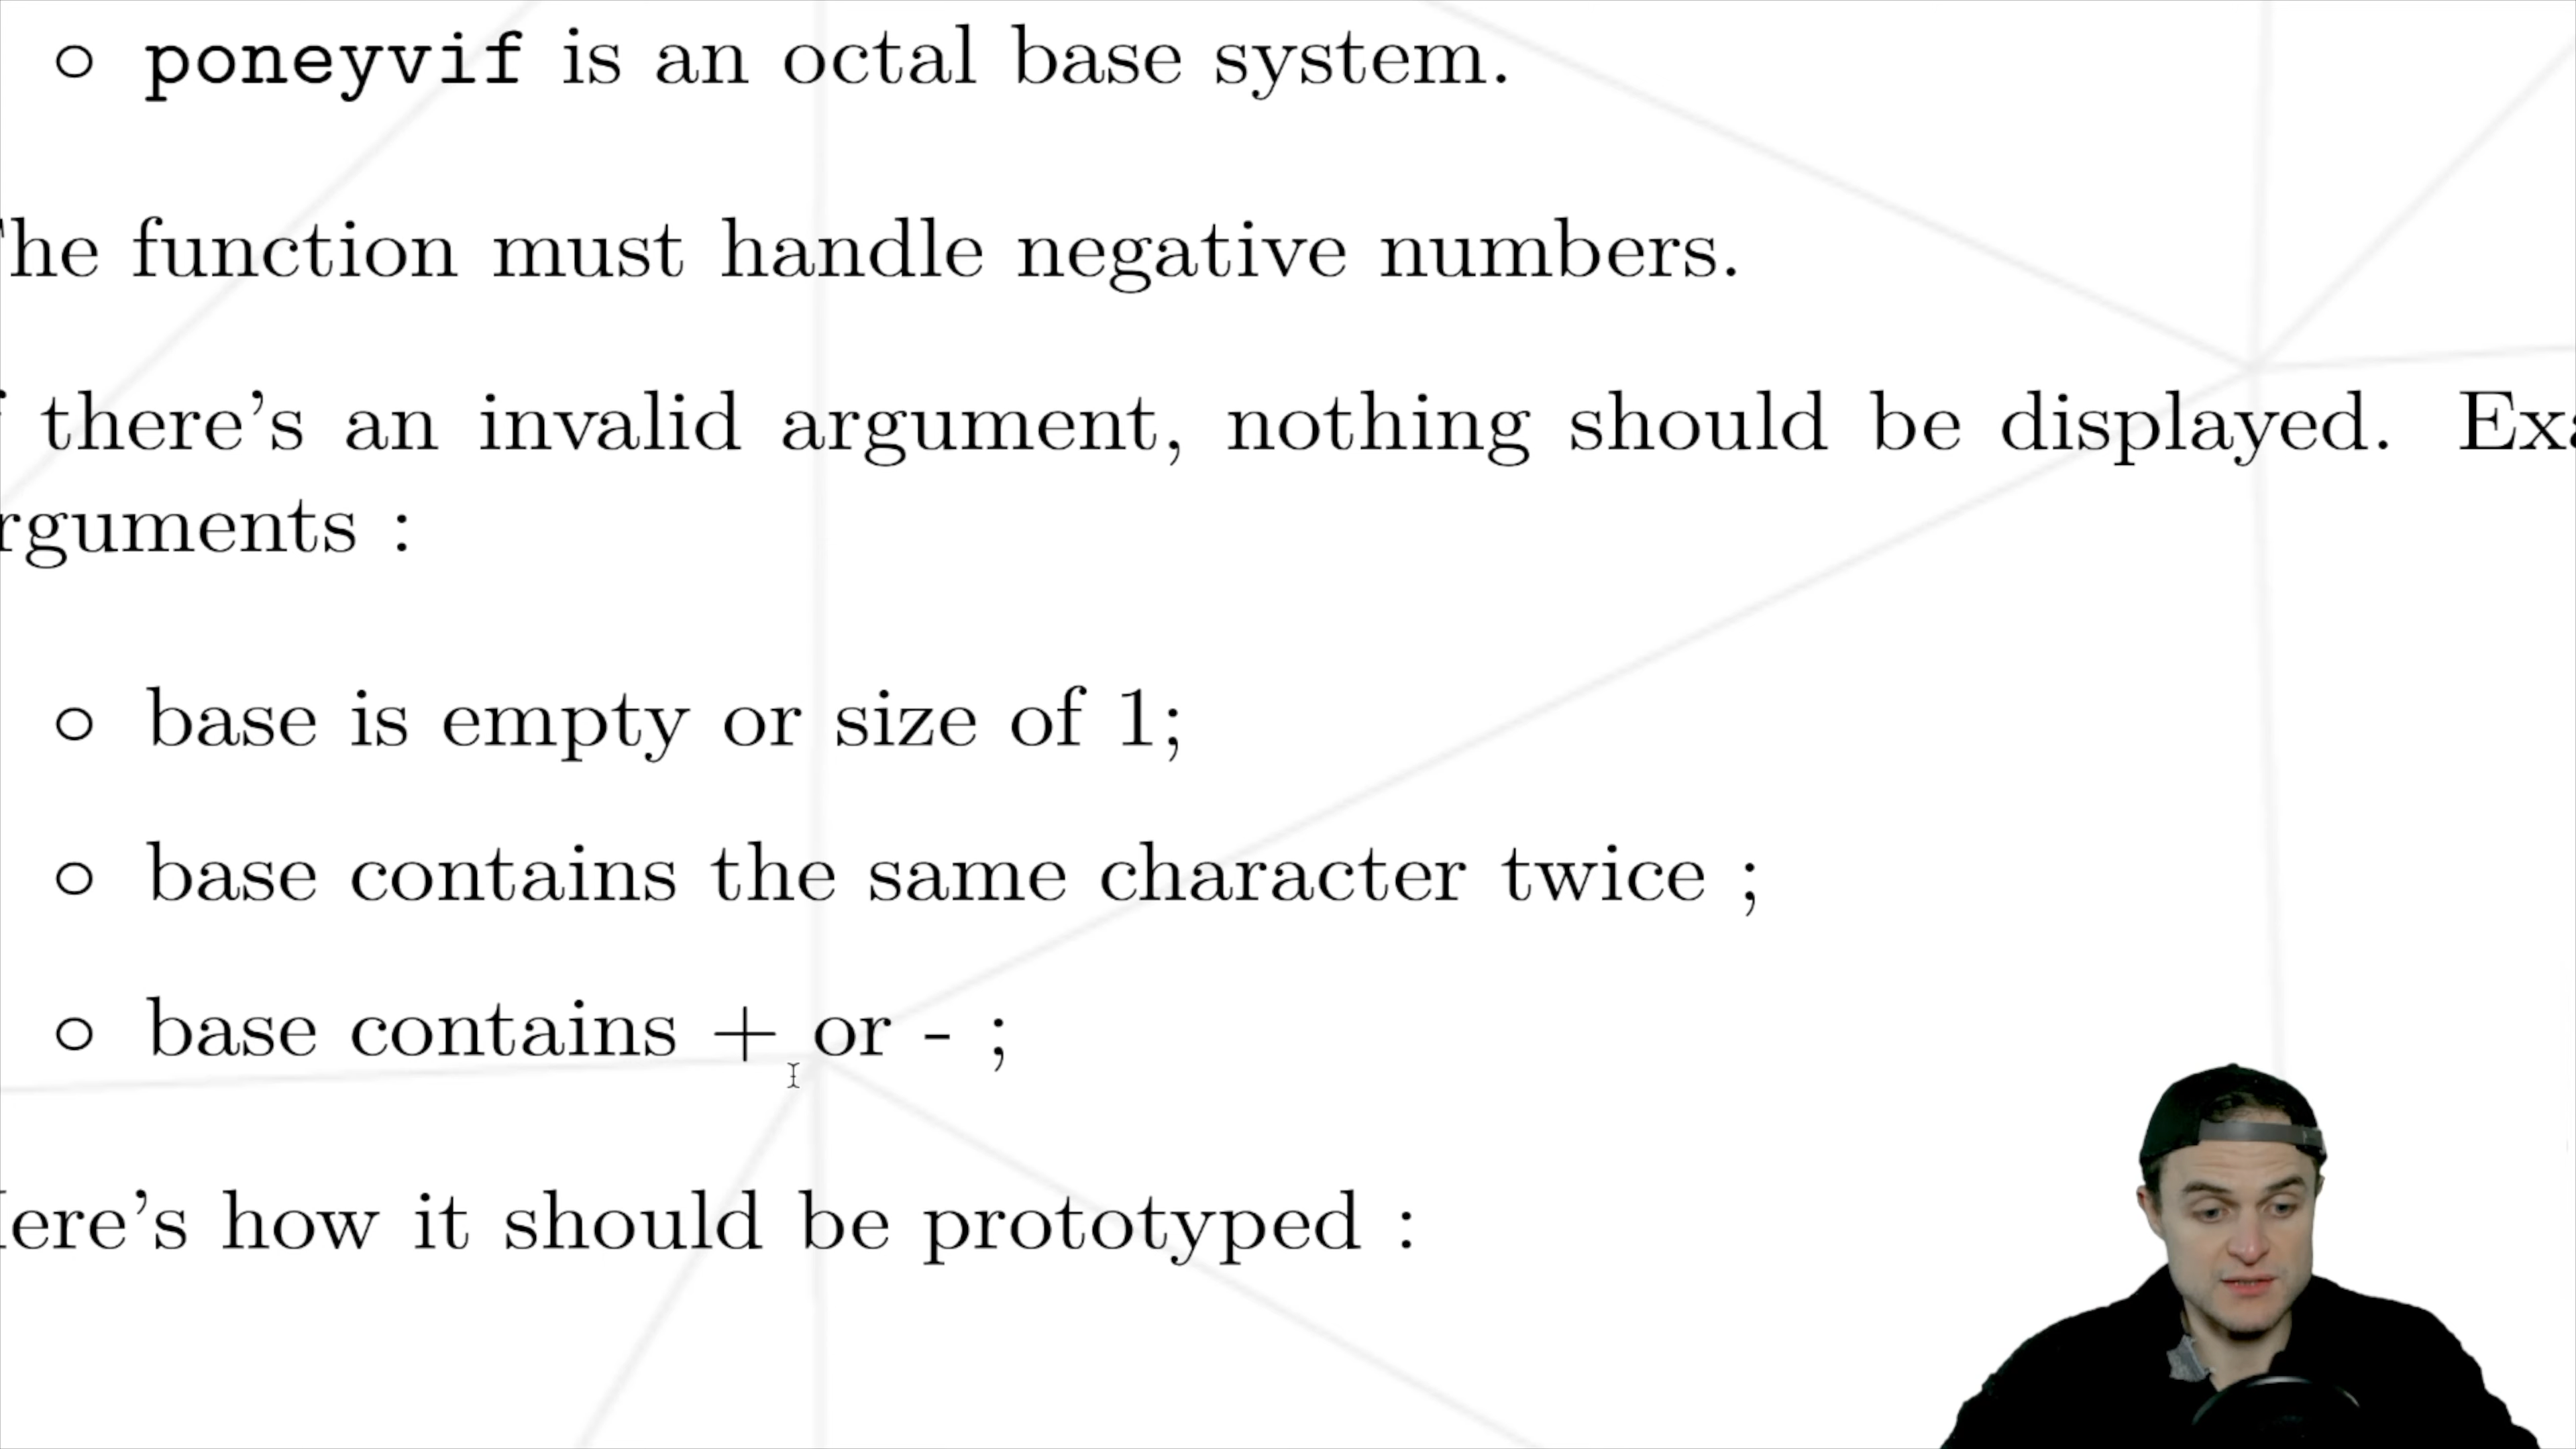 poneyvif is an octal base system.
he function must handle negative numbers.
there's an invalid argument, nothing should be displayed. Ex
rguments :
base is empty or size of 1;
base contains the same character twice ;
base contains + or - ;
ere's how it should be prototyped :